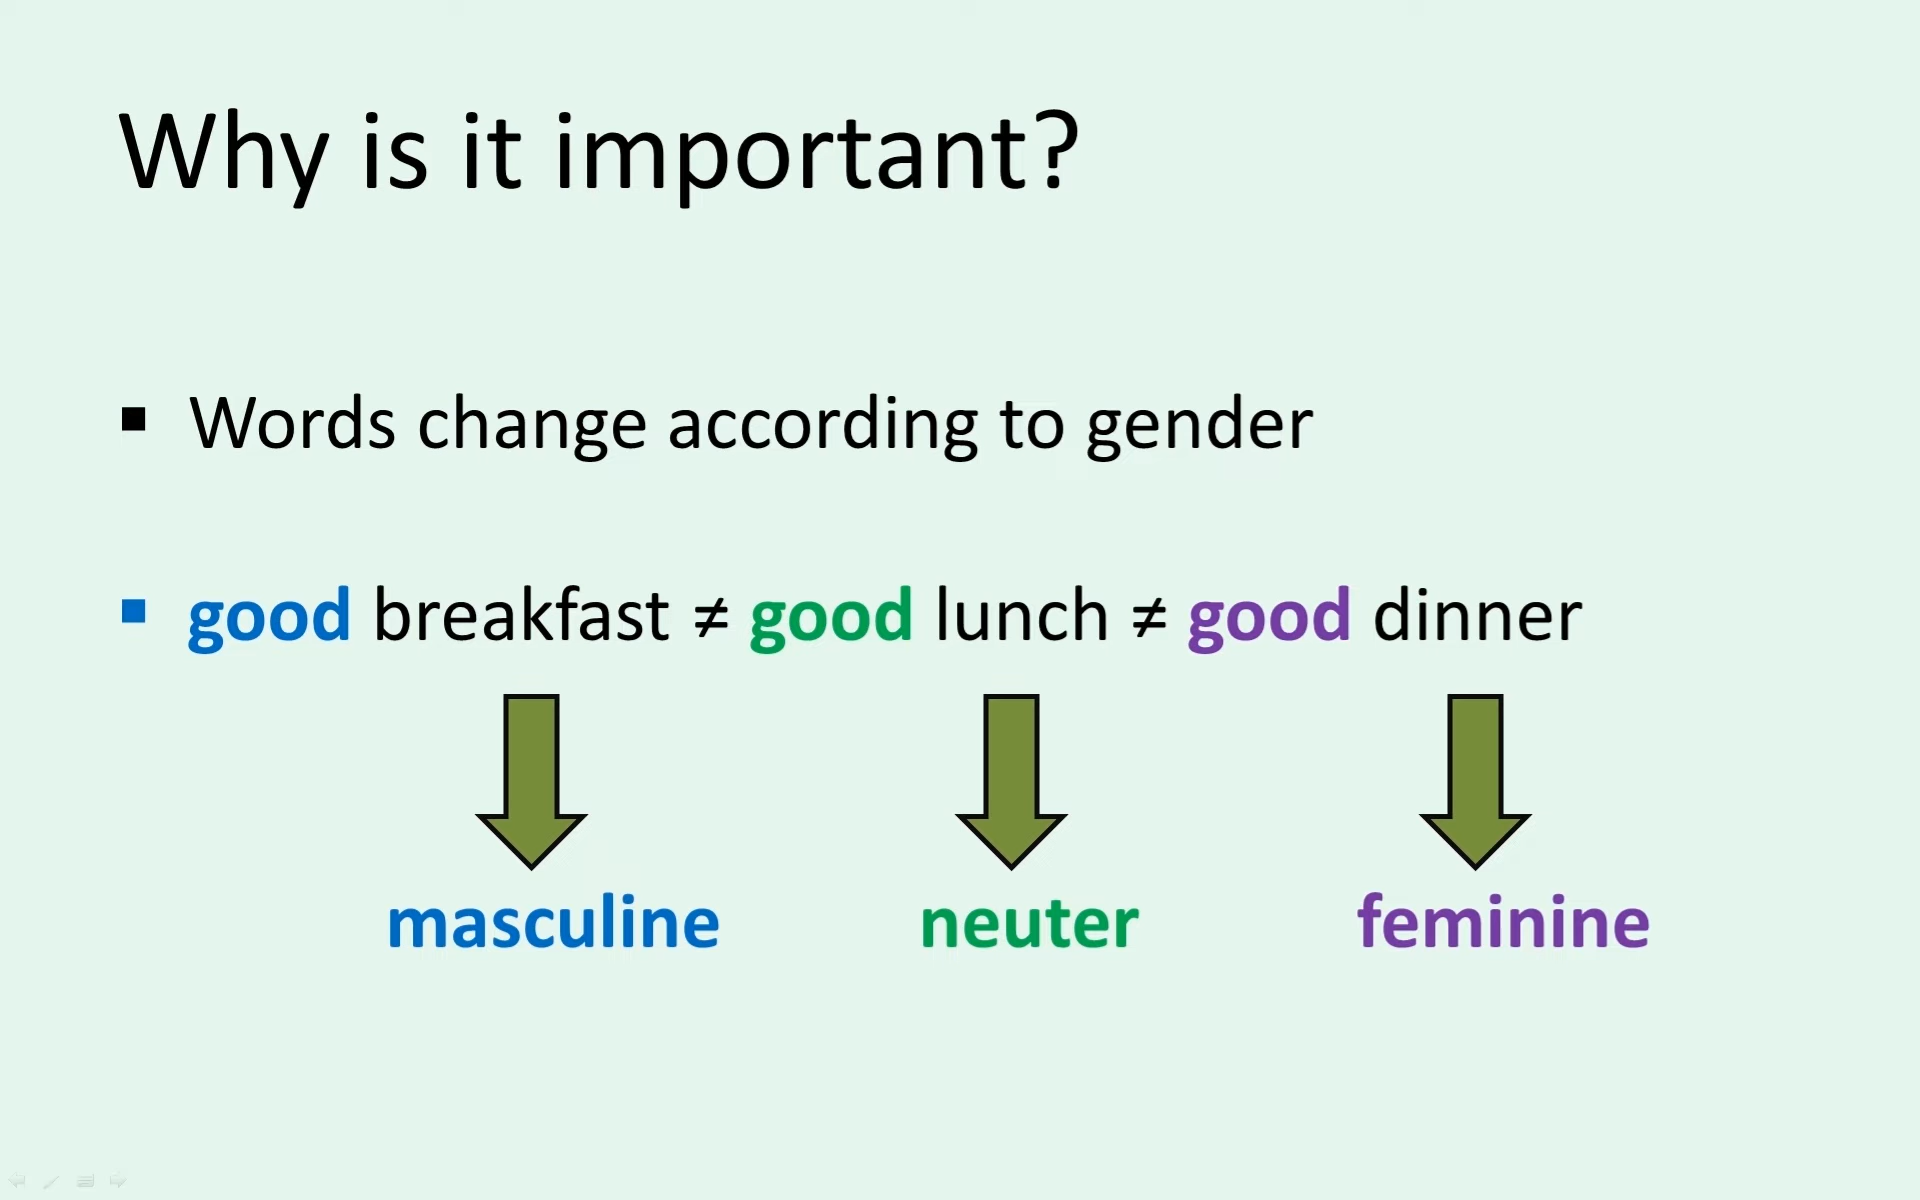 Why is it important?
▪ Words change according to gender
▪ good breakfast ≠ good lunch ≠ good dinner
masculine neuter feminine